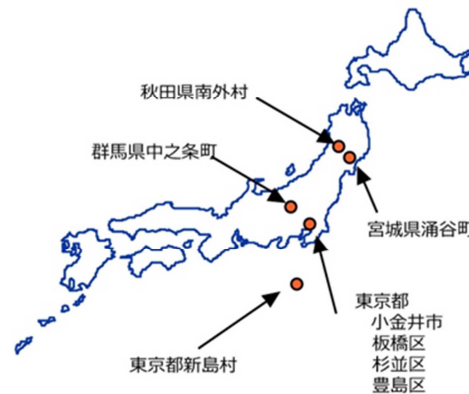 秋田県南外村
群馬県中之条町
宮城県涌谷町
東京都
小金井市
板橋区
杉並区
豊島区
東京都新島村